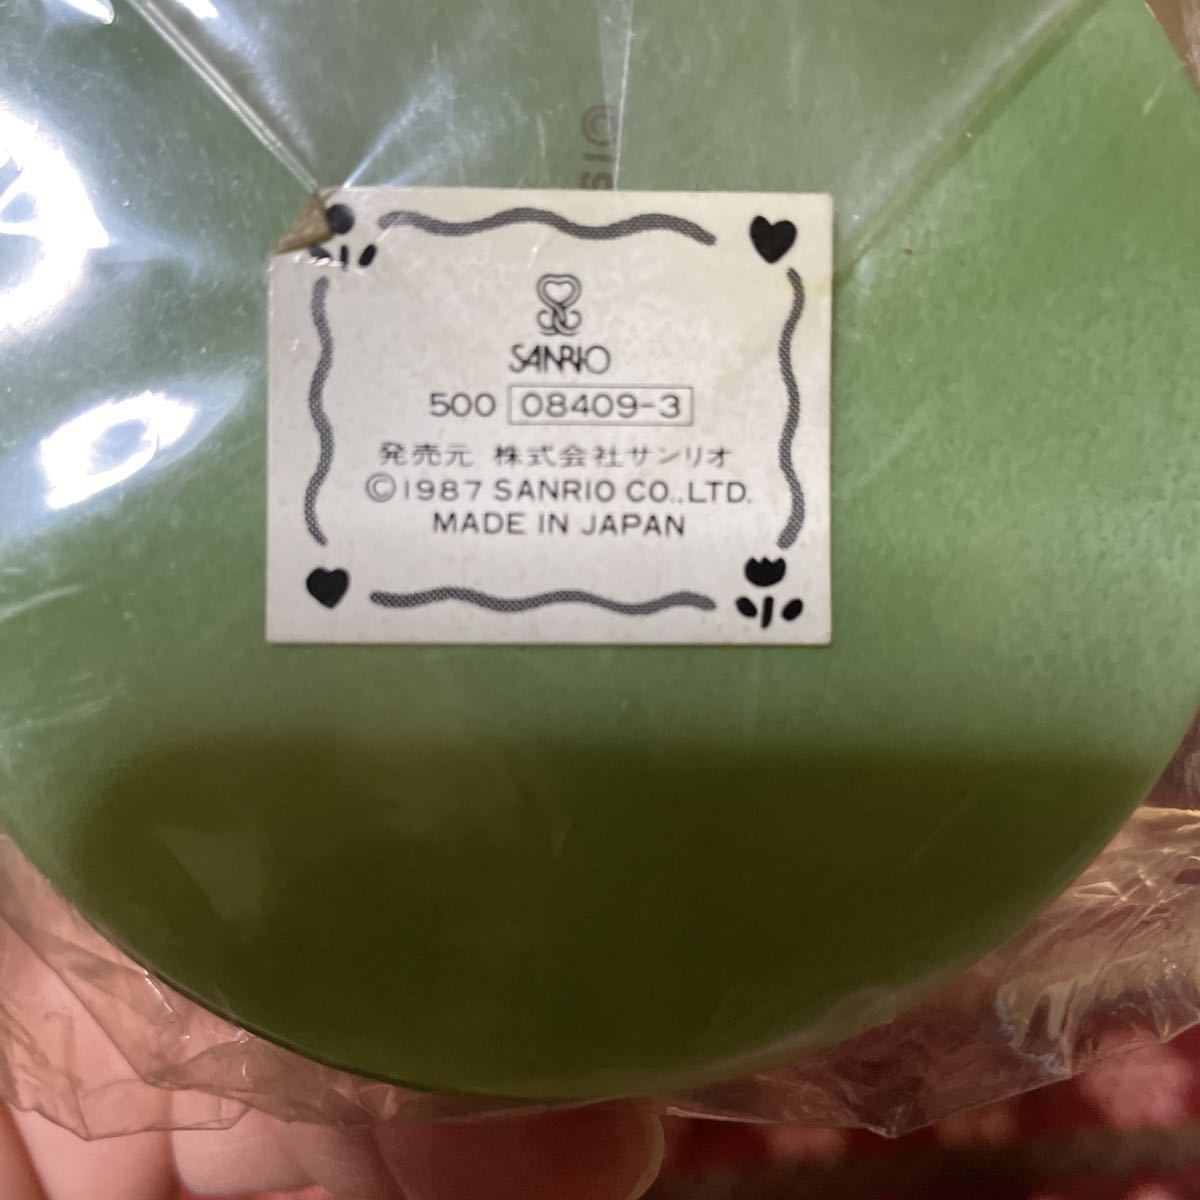 SANRIO
500 08409-3
発売元 株式会社サンリオ
©1987 SANRIO CO.,LTD.
MADE IN JAPAN